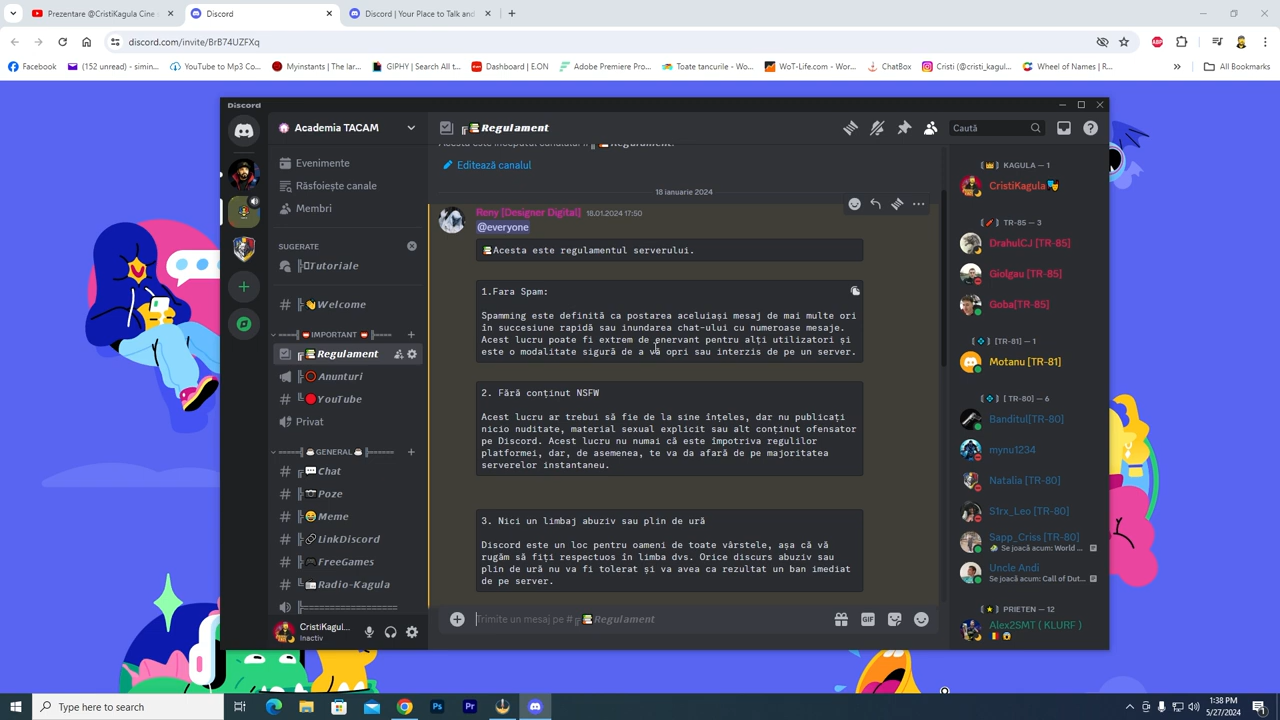 Prezentare @CristiKagula Cine
Discord
Discord | Your Place to Talk and
discord.com/invite/BrB74UZFXq
Facebook
(152 unread) - simin...
YouTube to Mp3 Co...
Myinstants | The lar...
GIPHY | Search All t...
Dashboard | E.ON
Adobe Premiere Pro...
Toate tancurile - Wo...
WoT-Life.com - Wor...
ChatBox
Cristi (@cristi_kagul...
Wheel of Names | R...
All Bookmarks
Discord
Academia TACAM
Regulament
Caută
Evenimente
Răsfoiește canale
Membri
SUGERATE
Tutoriale
Welcome
IMPORTANT
Regulament
Anunturi
YouTube
Privat
GENERAL
Chat
Poze
Meme
LinkDiscord
FreeGames
Radio-Kagula
CristiKagul...
Inactiv
Editează canalul
18 ianuarie 2024
Reny [Designer Digital] 18.01.2024 17:50
@everyone
Acesta este regulamentul serverului.
1.Fara Spam:
Spamming este definită ca postarea aceluiași mesaj de mai multe ori
în succesiune rapidă sau inundarea chat-ului cu numeroase mesaje.
Acest lucru poate fi extrem de enervant pentru alți utilizatori și
este o modalitate sigură de a vă opri sau interzis de pe un server.
2. Fără conținut NSFW
Acest lucru ar trebui să fie de la sine înțeles, dar nu publicați
nicio nuditate, material sexual explicit sau alt conținut ofensator
pe Discord. Acest lucru nu numai că este împotriva regulilor
platformei, dar, de asemenea, te va da afară de pe majoritatea
serverelor instantaneu.
3. Nici un limbaj abuziv sau plin de ură
Discord este un loc pentru oameni de toate vârstele, așa că vă
rugăm să fiți respectuos în limba dvs. Orice discurs abuziv sau
plin de ură nu va fi tolerat și va avea ca rezultat un ban imediat
de pe server.
Trimite un mesaj pe # Regulament
GIF
KAGULA — 1
CristiKagula
TR-85 — 3
DrahulCJ [TR-85]
Giolgau [TR-85]
Goba[TR-85]
[TR-81] — 1
Motanu [TR-81]
[ TR-80] — 6
Banditul[TR-80]
mynu1234
Natalia [TR-80]
S1rx_Leo [TR-80]
Sapp_Criss [TR-80]
Se joacă acum: World ...
Uncle Andi
Se joacă acum: Call of Dut...
PRIETEN — 12
Alex2SMT ( KLURF )
Type here to search
1:38 PM
5/27/2024